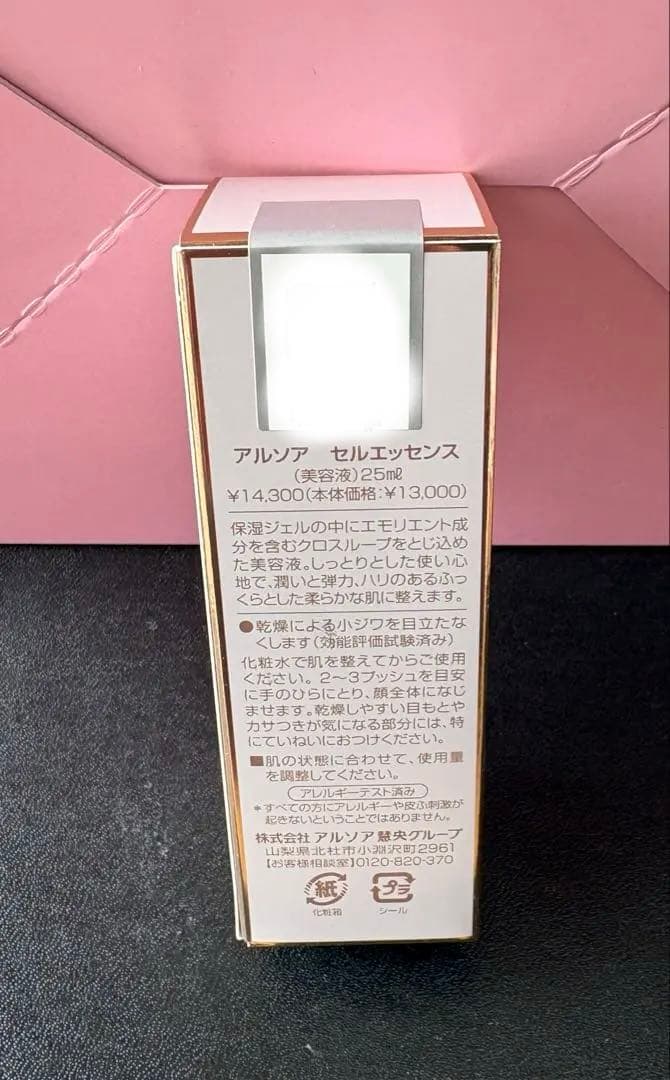 アルソア　セルエッセンス
(美容液)25㎖
¥14,300(本体価格:¥13,000)
保湿ジェルの中にエモリエント成
分を含むクロスループをとじ込め
た美容液。しっとりとした使い心
地で、潤いと弾力、ハリのあるふっ
くらとした柔らかな肌に整えます。
●乾燥による小ジワを目立たな
くします(効能評価試験済み)
化粧水で肌を整えてからご使用
ください。2〜3プッシュを目安
に手のひらにとり、顔全体になじ
ませます。乾燥しやすい目もとや
カサつきが気になる部分には、特
にていねいにおつけください。
■肌の状態に合わせて、使用量
を調整してください。
アレルギーテスト済み
*すべての方にアレルギーや皮ふ刺激が
起きないということではありません。
株式会社 アルソア慧央グループ
山梨県北杜市小淵沢町2961
【お客様相談室】0120-820-370
紙 プラ
化粧箱 シール